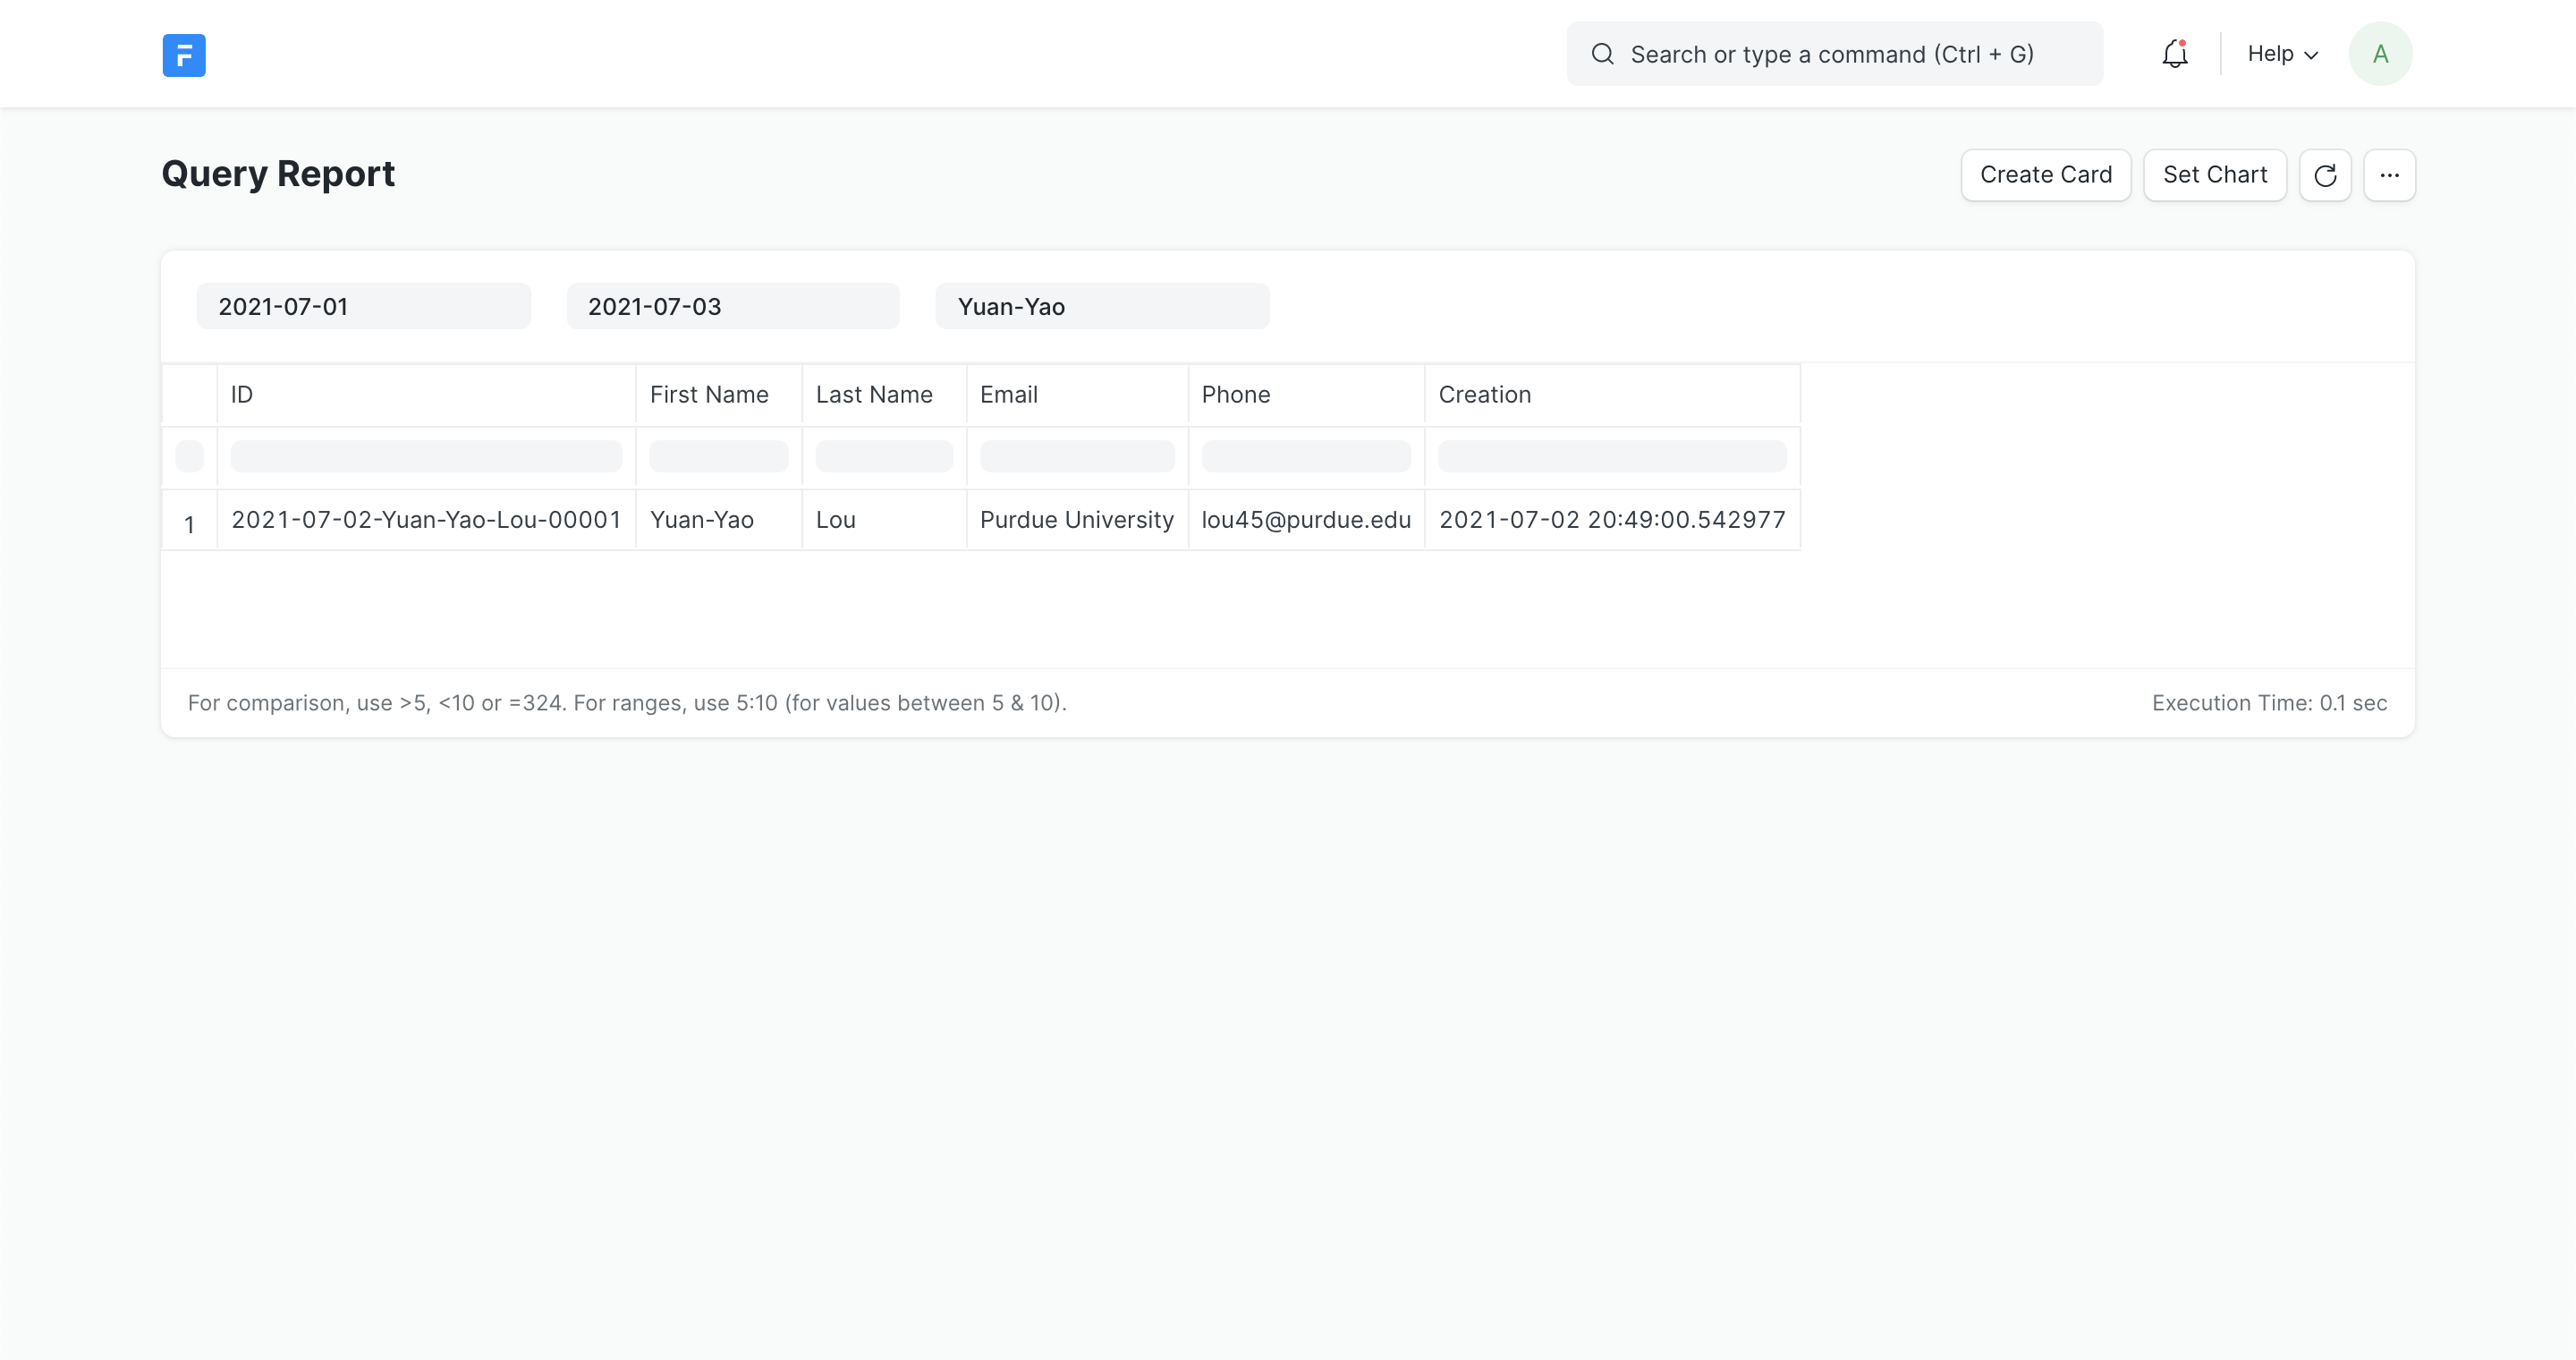 F
Search or type a command (Ctrl + G)
Help
A
Query Report
Create Card
Set Chart
...
2021-07-01
2021-07-03
Yuan-Yao
ID First Name Last Name Email Phone Creation
1 2021-07-02-Yuan-Yao-Lou-00001 Yuan-Yao Lou Purdue University lou45@purdue.edu 2021-07-02 20:49:00.542977
For comparison, use >5, <10 or =324. For ranges, use 5:10 (for values between 5 & 10).
Execution Time: 0.1 sec